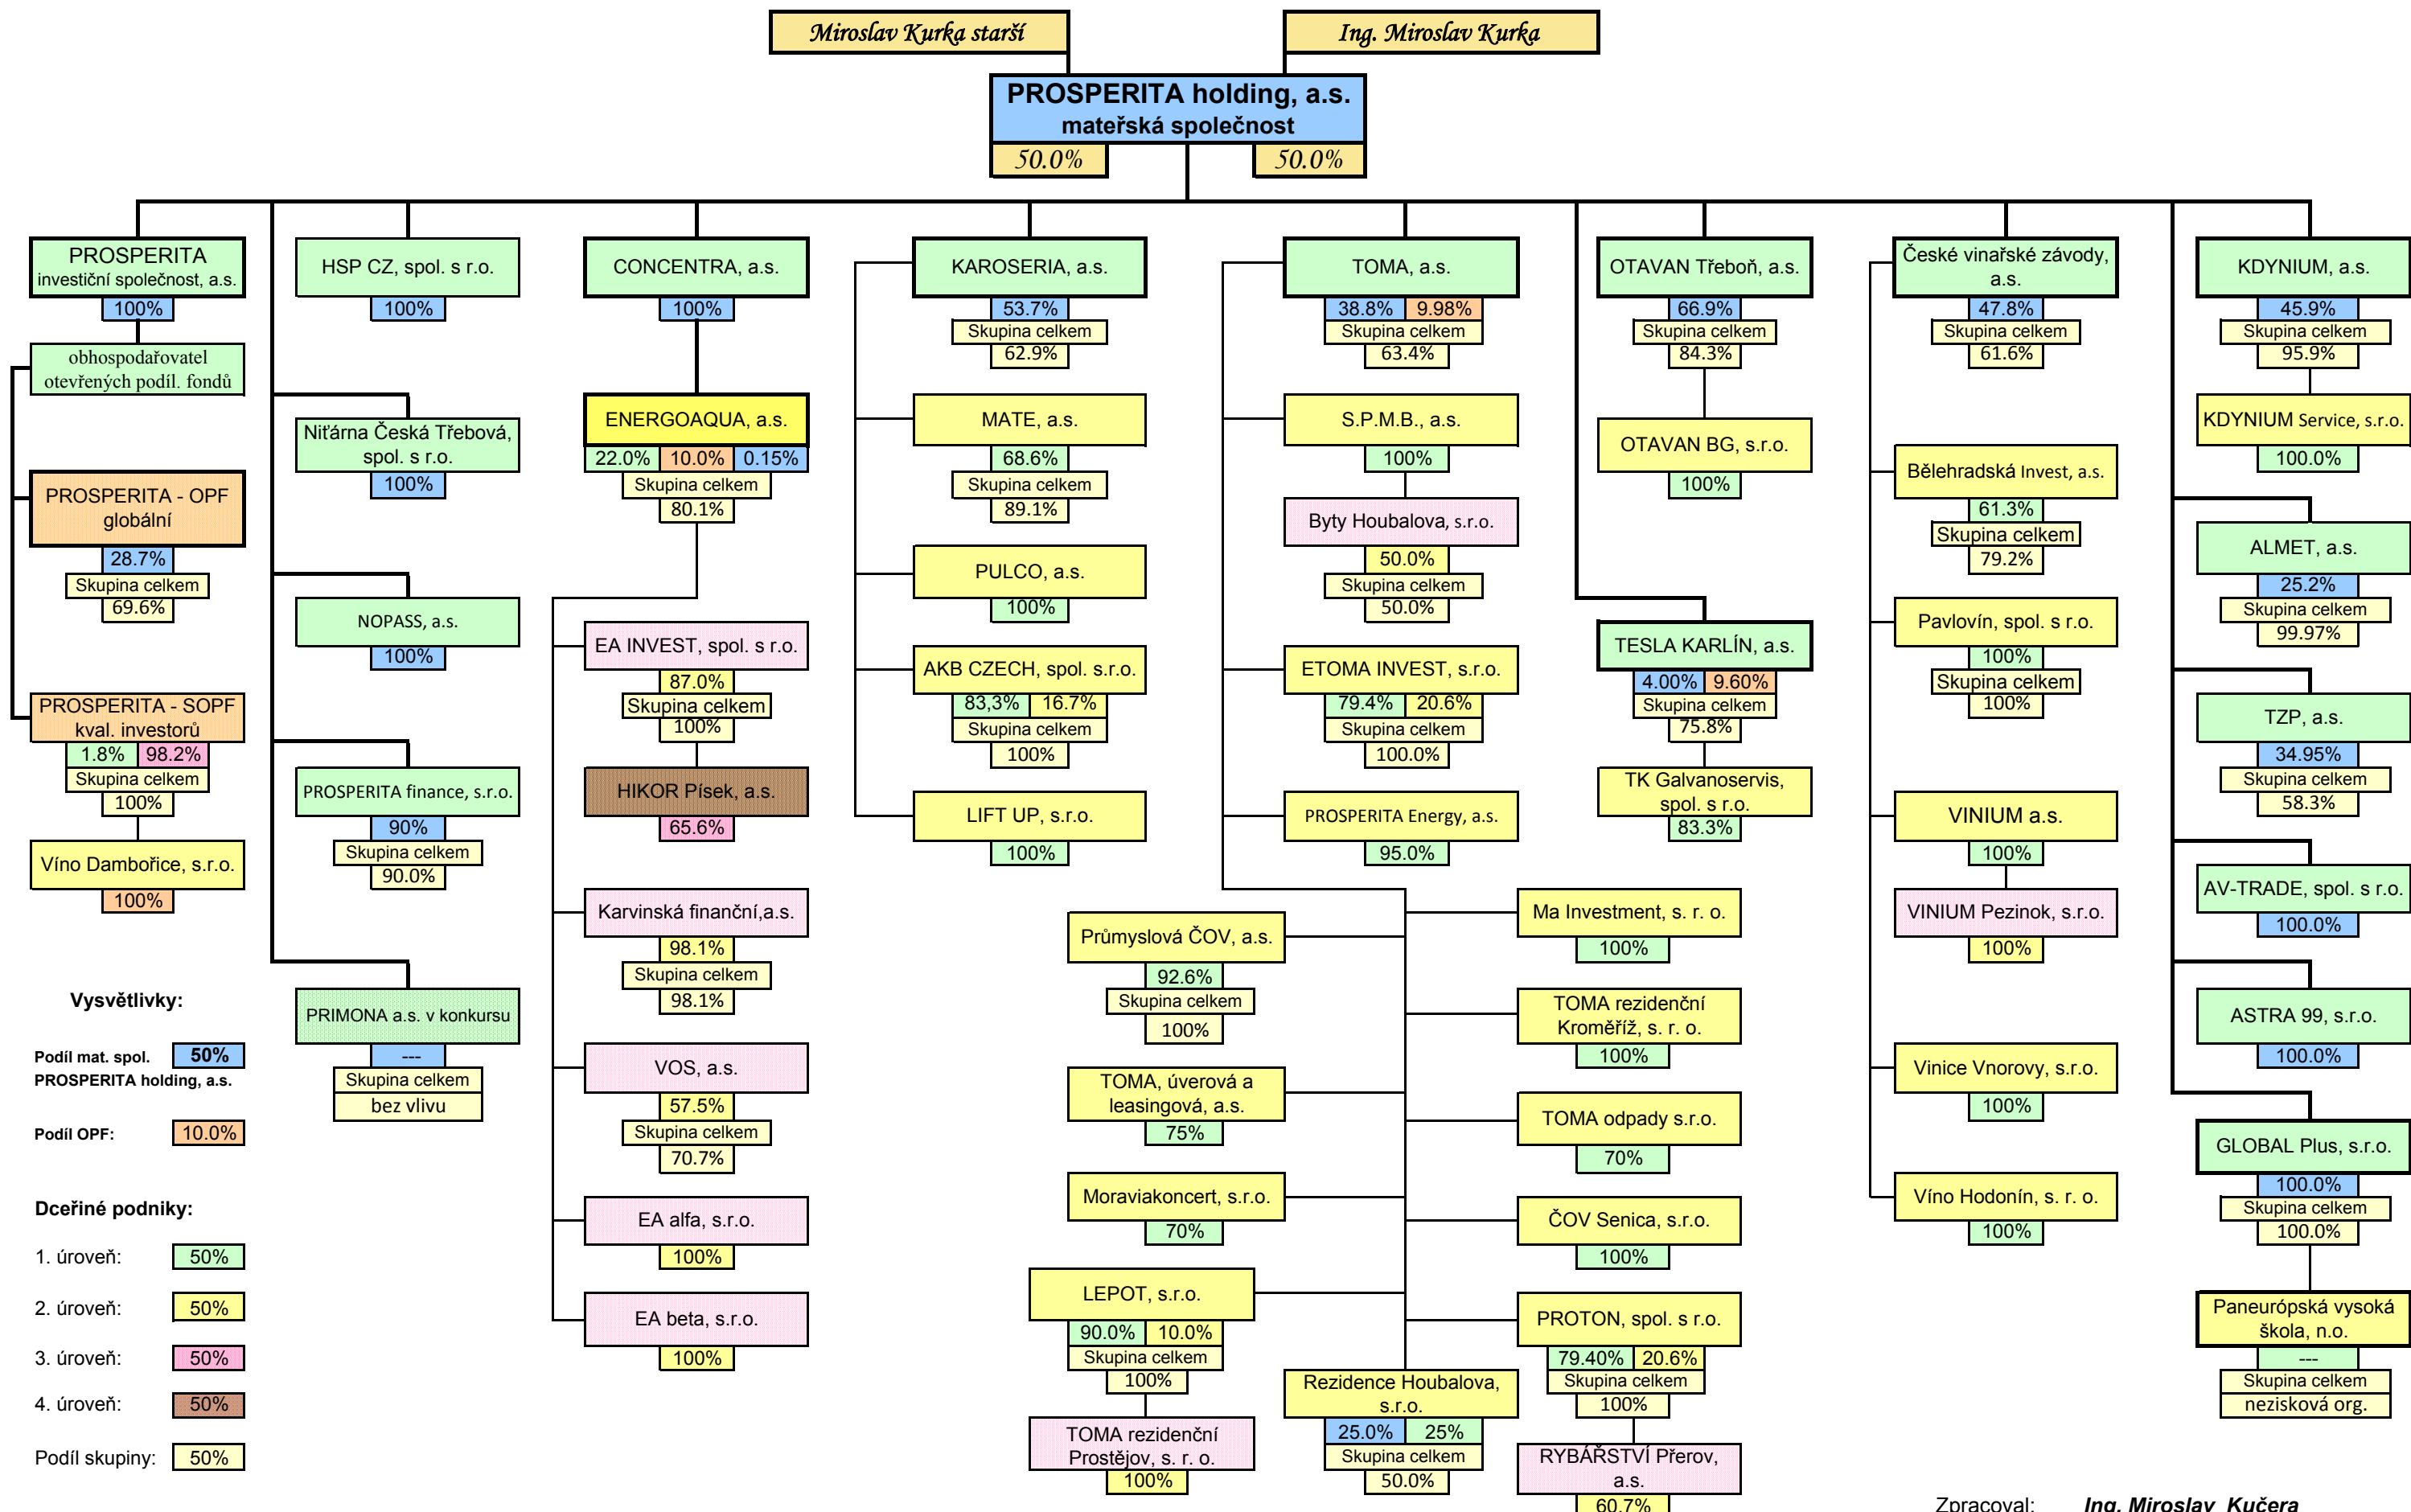 Miroslav Kurka starší
Ing. Miroslav Kurka
PROSPERITA holding, a.s.
mateřská společnost
50.0% 50.0%
PROSPERITA
investiční společnost, a.s.
100%
obhospodařovatel
otevřených podíl. fondů
PROSPERITA - OPF
globální
28.7%
Skupina celkem
69.6%
PROSPERITA - SOPF
kval. investorů
1.8% 98.2%
Skupina celkem
100%
Víno Dambořice, s.r.o.
100%
HSP CZ, spol. s r.o.
100%
Niťárna Česká Třebová,
spol. s r.o.
100%
NOPASS, a.s.
100%
PROSPERITA finance, s.r.o.
90%
Skupina celkem
90.0%
PRIMONA a.s. v konkursu
---
Skupina celkem
bez vlivu
CONCENTRA, a.s.
100%
ENERGOAQUA, a.s.
22.0% 10.0% 0.15%
Skupina celkem
80.1%
EA INVEST, spol. s r.o.
87.0%
Skupina celkem
100%
HIKOR Písek, a.s.
65.6%
Karvinská finanční,a.s.
98.1%
Skupina celkem
98.1%
VOS, a.s.
57.5%
Skupina celkem
70.7%
EA alfa, s.r.o.
100%
EA beta, s.r.o.
100%
KAROSERIA, a.s.
53.7%
Skupina celkem
62.9%
MATE, a.s.
68.6%
Skupina celkem
89.1%
PULCO, a.s.
100%
AKB CZECH, spol. s.r.o.
83,3% 16.7%
Skupina celkem
100%
LIFT UP, s.r.o.
100%
TOMA, a.s.
38.8% 9.98%
Skupina celkem
63.4%
S.P.M.B., a.s.
100%
Byty Houbalova, s.r.o.
50.0%
Skupina celkem
50.0%
ETOMA INVEST, s.r.o.
79.4% 20.6%
Skupina celkem
100.0%
PROSPERITA Energy, a.s.
95.0%
Průmyslová ČOV, a.s.
92.6%
Skupina celkem
100%
TOMA, úverová a
leasingová, a.s.
75%
Moraviakoncert, s.r.o.
70%
LEPOT, s.r.o.
90.0% 10.0%
Skupina celkem
100%
TOMA rezidenční
Prostějov, s. r. o.
100%
Ma Investment, s. r. o.
100%
TOMA rezidenční
Kroměříž, s. r. o.
100%
TOMA odpady s.r.o.
70%
ČOV Senica, s.r.o.
100%
PROTON, spol. s r.o.
79.40% 20.6%
Skupina celkem
100%
RYBÁŘSTVÍ Přerov,
a.s.
60.7%
Rezidence Houbalova,
s.r.o.
25.0% 25%
Skupina celkem
50.0%
OTAVAN Třeboň, a.s.
66.9%
Skupina celkem
84.3%
OTAVAN BG, s.r.o.
100%
TESLA KARLÍN, a.s.
4.00% 9.60%
Skupina celkem
75.8%
TK Galvanoservis,
spol. s r.o.
83.3%
České vinařské závody,
a.s.
47.8%
Skupina celkem
61.6%
Bělehradská Invest, a.s.
61.3%
Skupina celkem
79.2%
Pavlovín, spol. s r.o.
100%
Skupina celkem
100%
VINIUM a.s.
100%
VINIUM Pezinok, s.r.o.
100%
Vinice Vnorovy, s.r.o.
100%
Víno Hodonín, s. r. o.
100%
KDYNIUM, a.s.
45.9%
Skupina celkem
95.9%
KDYNIUM Service, s.r.o.
100.0%
ALMET, a.s.
25.2%
Skupina celkem
99.97%
TZP, a.s.
34.95%
Skupina celkem
58.3%
AV-TRADE, spol. s r.o.
100.0%
ASTRA 99, s.r.o.
100.0%
GLOBAL Plus, s.r.o.
100.0%
Skupina celkem
100.0%
Paneurópská vysoká
škola, n.o.
---
Skupina celkem
nezisková org.
Vysvětlivky:
Podíl mat. spol. 50%
PROSPERITA holding, a.s.
Podíl OPF: 10.0%
Dceřiné podniky:
1. úroveň: 50%
2. úroveň: 50%
3. úroveň: 50%
4. úroveň: 50%
Podíl skupiny: 50%
Zpracoval: Ing. Miroslav Kučera